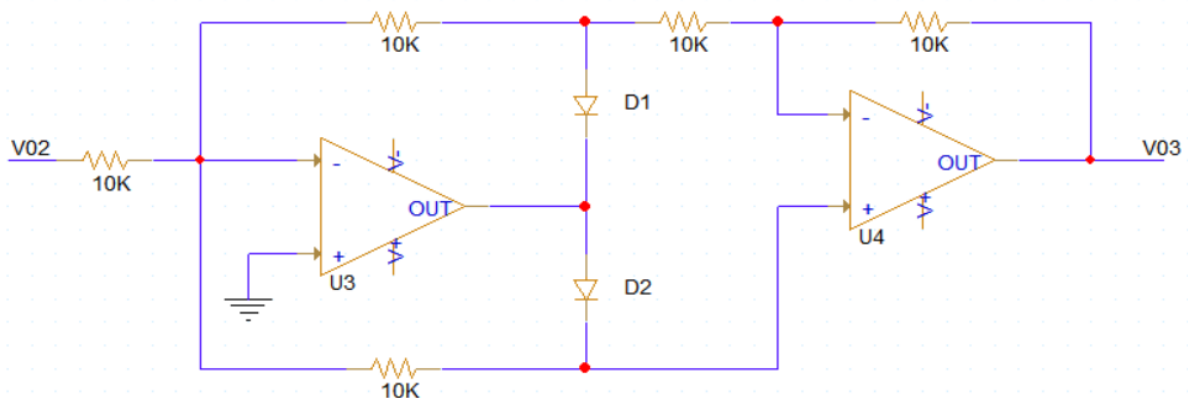 10K
10K
10K
D1
V02
-
V-
10K
OUT
+
V+
U3
-
V-
OUT
V03
+
V+
U4
D2
10K